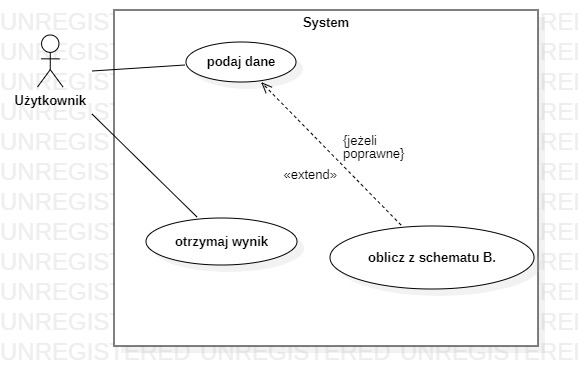 System
podaj dane
Użytkownik
{jeżeli
poprawne}
«extend»
otrzymaj wynik
oblicz z schematu B.
UNREGISTERED UNREGISTERED UNREGISTERED